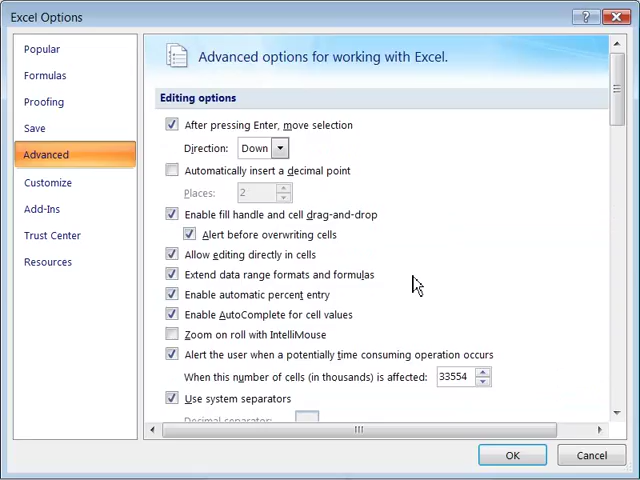 Excel Options
Popular
Formulas
Proofing
Save
Advanced
Customize
Add-Ins
Trust Center
Resources
Advanced options for working with Excel.
Editing options
After pressing Enter, move selection
Direction: Down
Automatically insert a decimal point
Places: 2
Enable fill handle and cell drag-and-drop
Alert before overwriting cells
Allow editing directly in cells
Extend data range formats and formulas
Enable automatic percent entry
Enable AutoComplete for cell values
Zoom on roll with IntelliMouse
Alert the user when a potentially time consuming operation occurs
When this number of cells (in thousands) is affected: 33554
Use system separators
Decimal separator:
OK Cancel